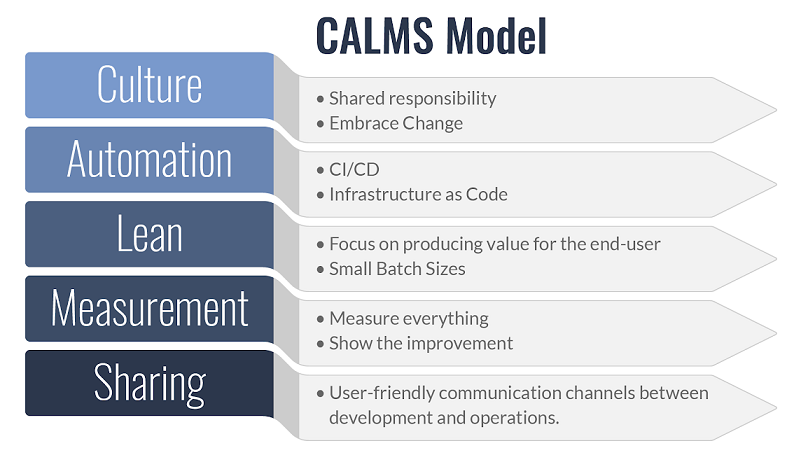 CALMS Model
Culture
• Shared responsibility
• Embrace Change
Automation
• CI/CD
• Infrastructure as Code
Lean
• Focus on producing value for the end-user
• Small Batch Sizes
Measurement
• Measure everything
• Show the improvement
Sharing
• User-friendly communication channels between
development and operations.